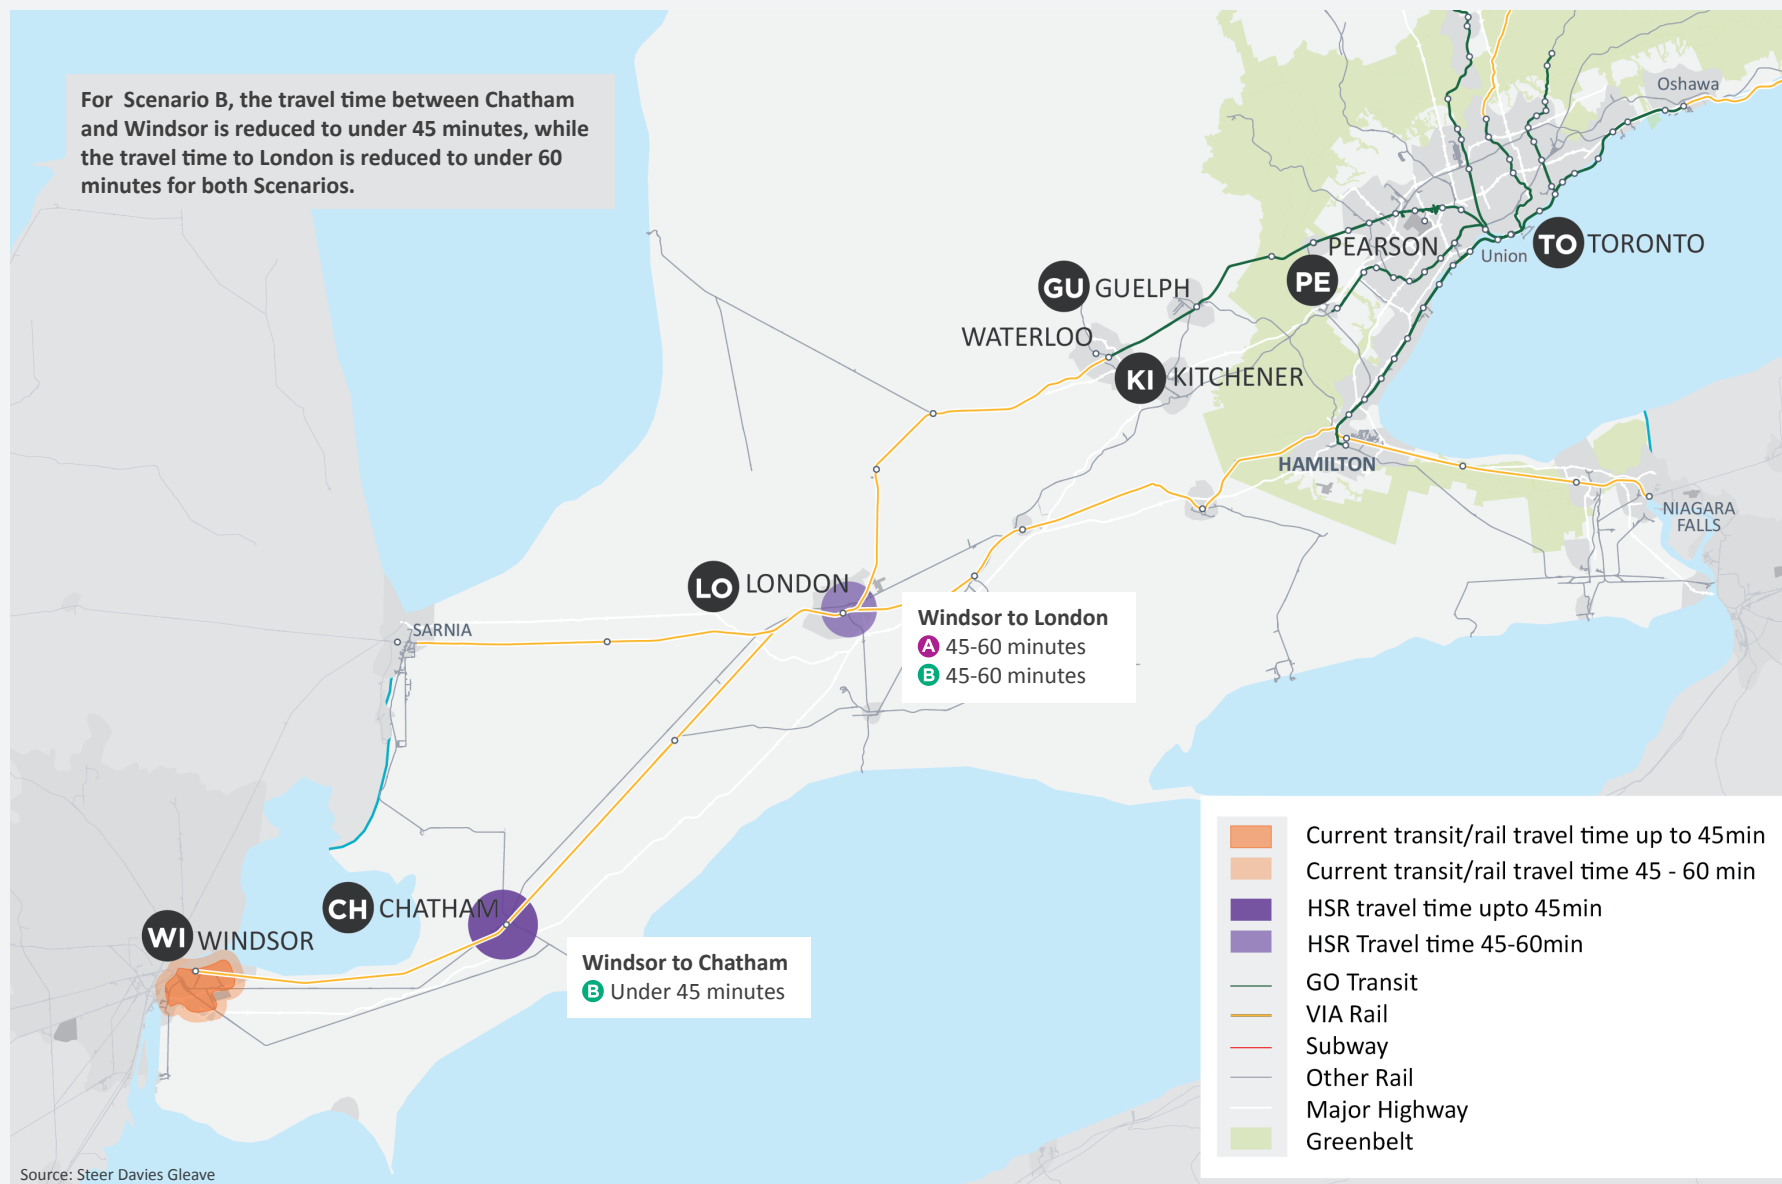 For Scenario B, the travel time between Chatham
and Windsor is reduced to under 45 minutes, while
the travel time to London is reduced to under 60
minutes for both Scenarios.
Oshawa
PEARSON
PE
Union
TO TORONTO
GU GUELPH
WATERLOO
KI KITCHENER
HAMILTON
NIAGARA
FALLS
LO LONDON
SARNIA
Windsor to London
A 45-60 minutes
B 45-60 minutes
CH CHATHAM
WI WINDSOR
Windsor to Chatham
B Under 45 minutes
Current transit/rail travel time up to 45min
Current transit/rail travel time 45 - 60 min
HSR travel time upto 45min
HSR Travel time 45-60min
GO Transit
VIA Rail
Subway
Other Rail
Major Highway
Greenbelt
Source: Steer Davies Gleave